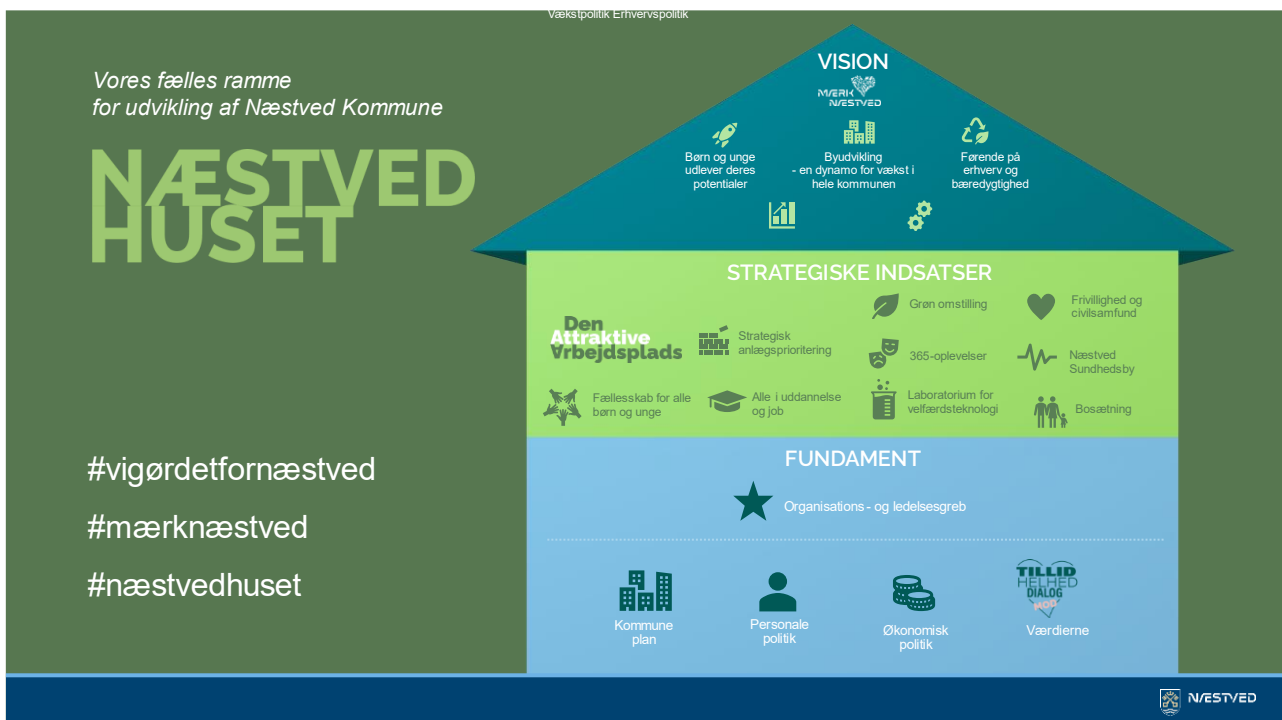 Vækstpolitik Erhvervspolitik
Vores fælles ramme
for udvikling af Næstved Kommune
NÆSTVED
HUSET
#vigørdetfornæstved
#mærknæstved
#næstvedhuset
VISION
MÆRK
NÆSTVED
Børn og unge
udlever deres
potentialer
Byudvikling
- en dynamo for vækst i
hele kommunen
Førende på
erhverv og
bæredygtighed
STRATEGISKE INDSATSER
Den
Attraktive
Arbejdsplads
Strategisk
anlægsprioritering
Grøn omstilling
Frivillighed og
civilsamfund
365-oplevelser
Næstved
Sundhedsby
Fællesskab for alle
børn og unge
Alle i uddannelse
og job
Laboratorium for
velfærdsteknologi
Bosætning
FUNDAMENT
Organisations - og ledelsesgreb
Kommune
plan
Personale
politik
Økonomisk
politik
TILLID
HELHED
DIALOG
MOD
Værdierne
NÆSTVED